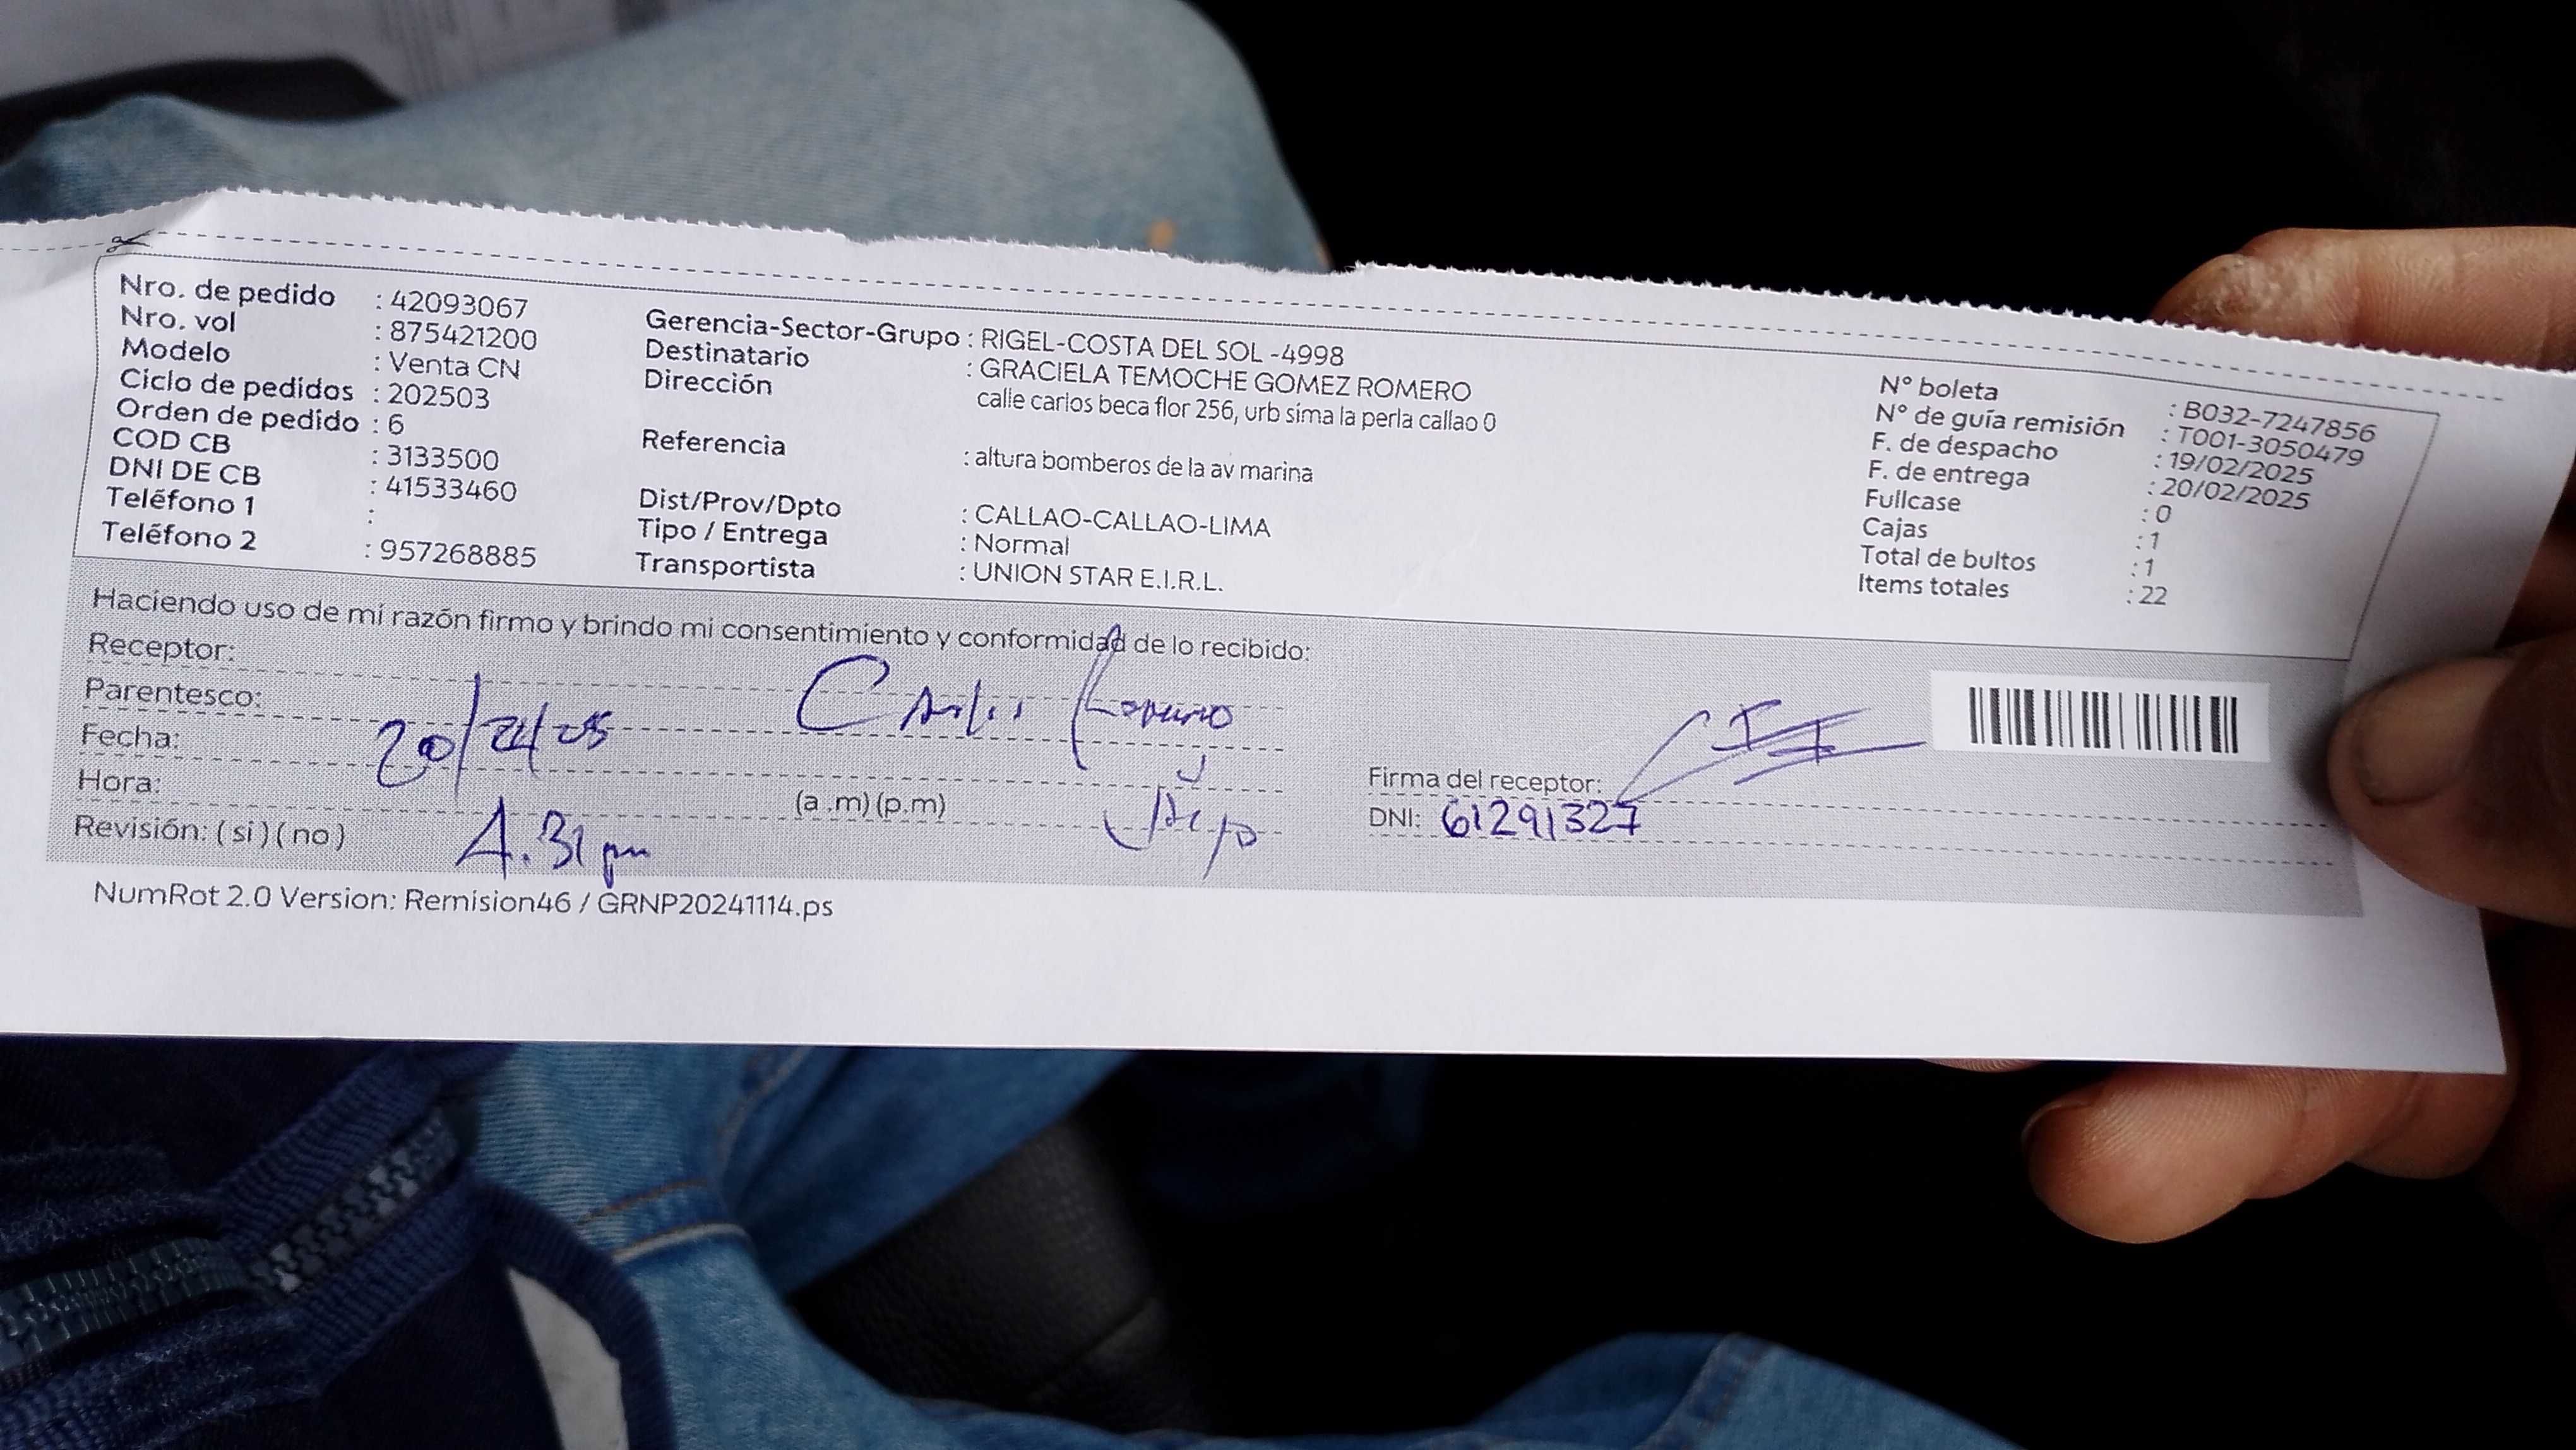 Nro. de pedido : 42093067
Nro. vol : 875421200
Modelo : Venta CN
Ciclo de pedidos : 202503
Orden de pedido : 6
COD CB : 3133500
DNI DE CB : 41533460
Teléfono 1 :
Teléfono 2 : 957268885
Gerencia-Sector-Grupo : RIGEL-COSTA DEL SOL -4998
Destinatario : GRACIELA TEMOCHE GOMEZ ROMERO
Dirección calle carlos beca flor 256, urb sima la perla callao 0
Referencia : altura bomberos de la av marina
Dist/Prov/Dpto : CALLAO-CALLAO-LIMA
Tipo / Entrega : Normal
Transportista : UNION STAR E.I.R.L.
N° boleta : B032-7247856
N° de guía remisión : T001-3050479
F. de despacho : 19/02/2025
F. de entrega : 20/02/2025
Fullcase : 0
Cajas : 1
Total de bultos : 1
Items totales : 22
Haciendo uso de mi razón firmo y brindo mi consentimiento y conformidad de lo recibido:
Receptor: Carlos
Parentesco:
Fecha:
Hora: (a .m) (p.m)
Revisión: ( si ) ( no ) 4.31 pm
Firma del receptor:
DNI: 61291327
NumRot 2.0 Version: Remision46 / GRNP20241114.ps